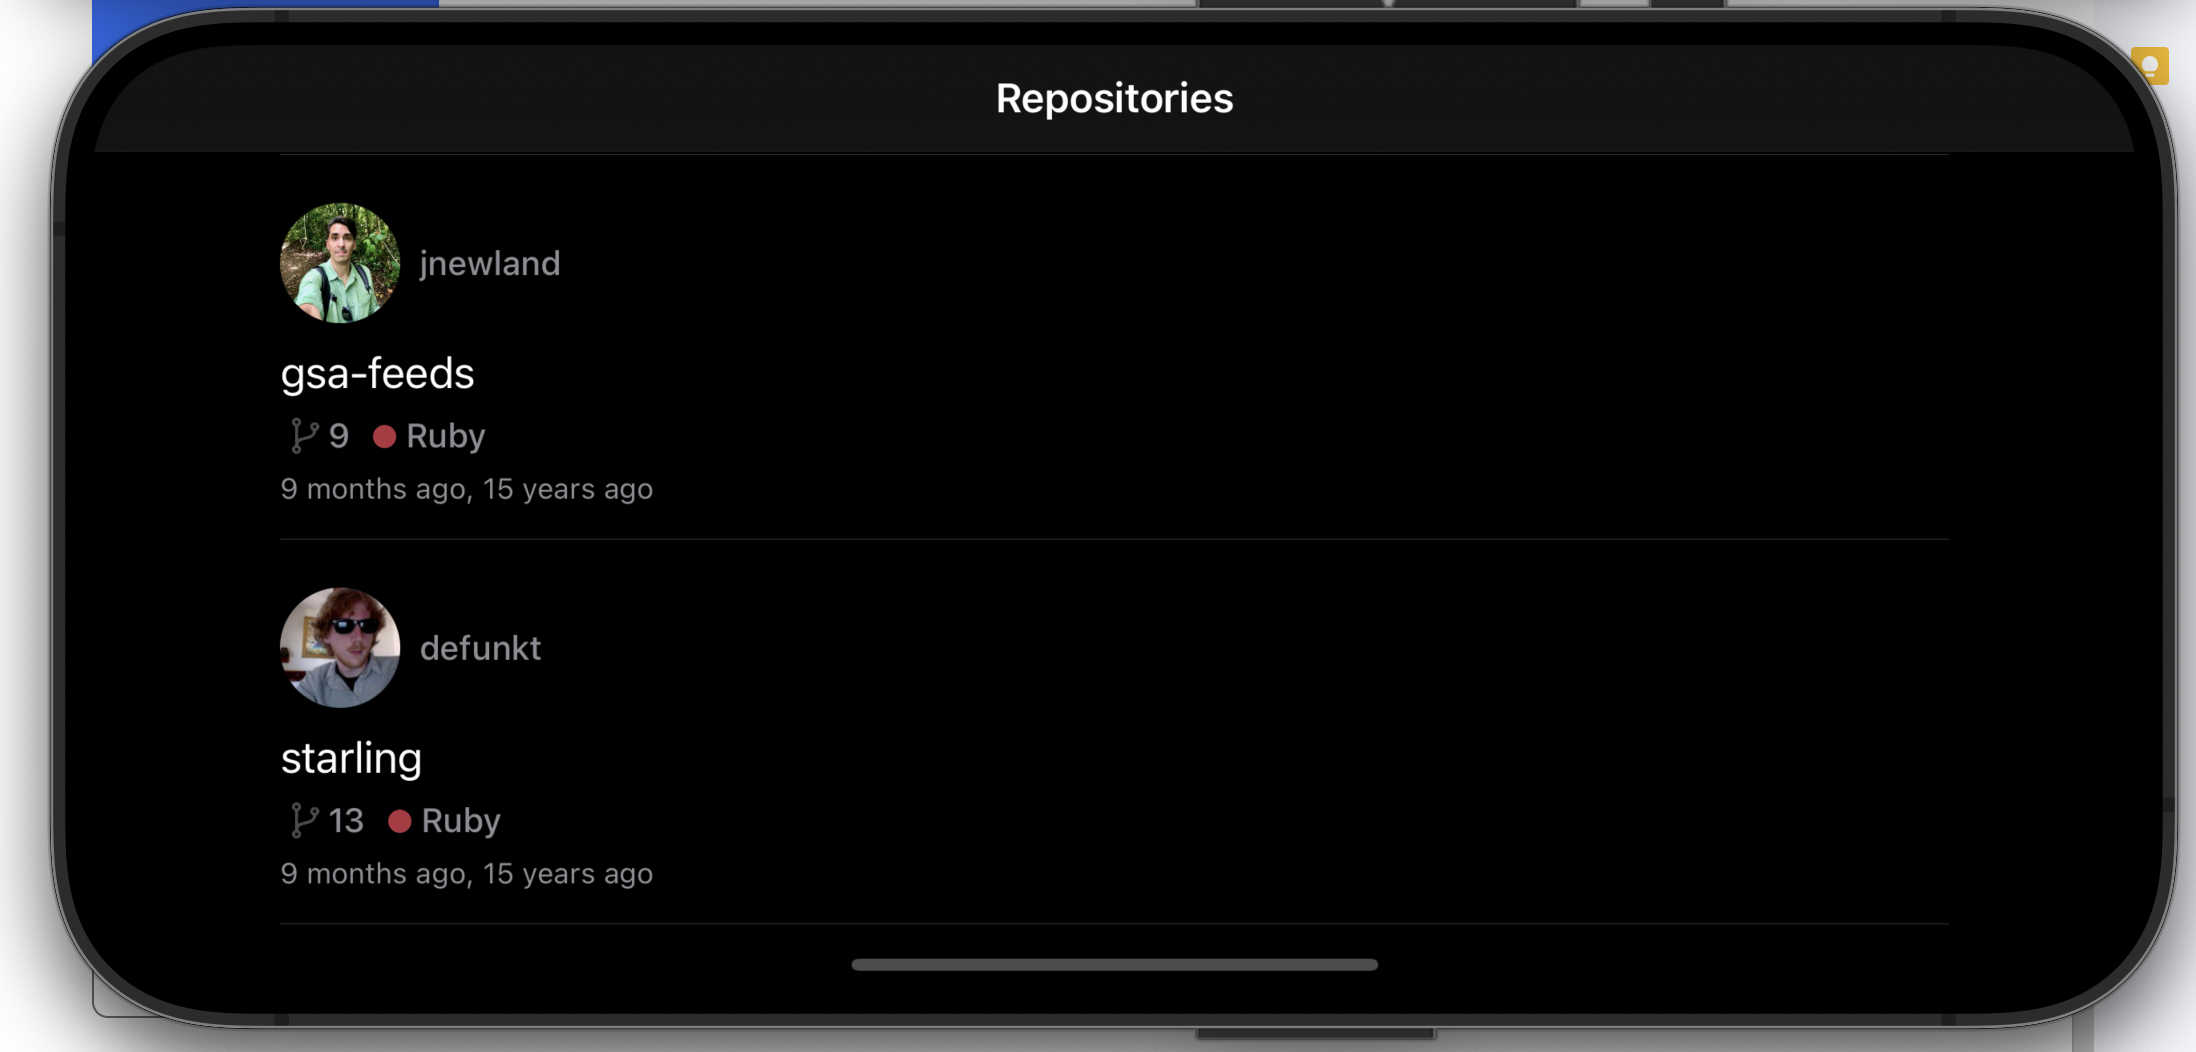 Repositories
jnewland
gsa-feeds
9 Ruby
9 months ago, 15 years ago
defunkt
starling
13 Ruby
9 months ago, 15 years ago